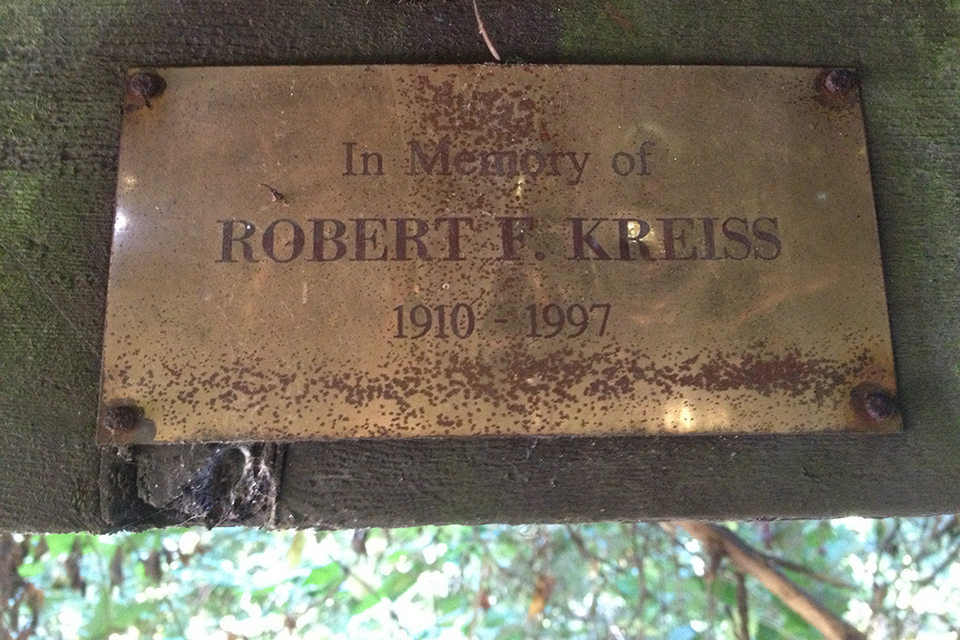 In Memory of
ROBERT F. KREISS
1910 - 1997